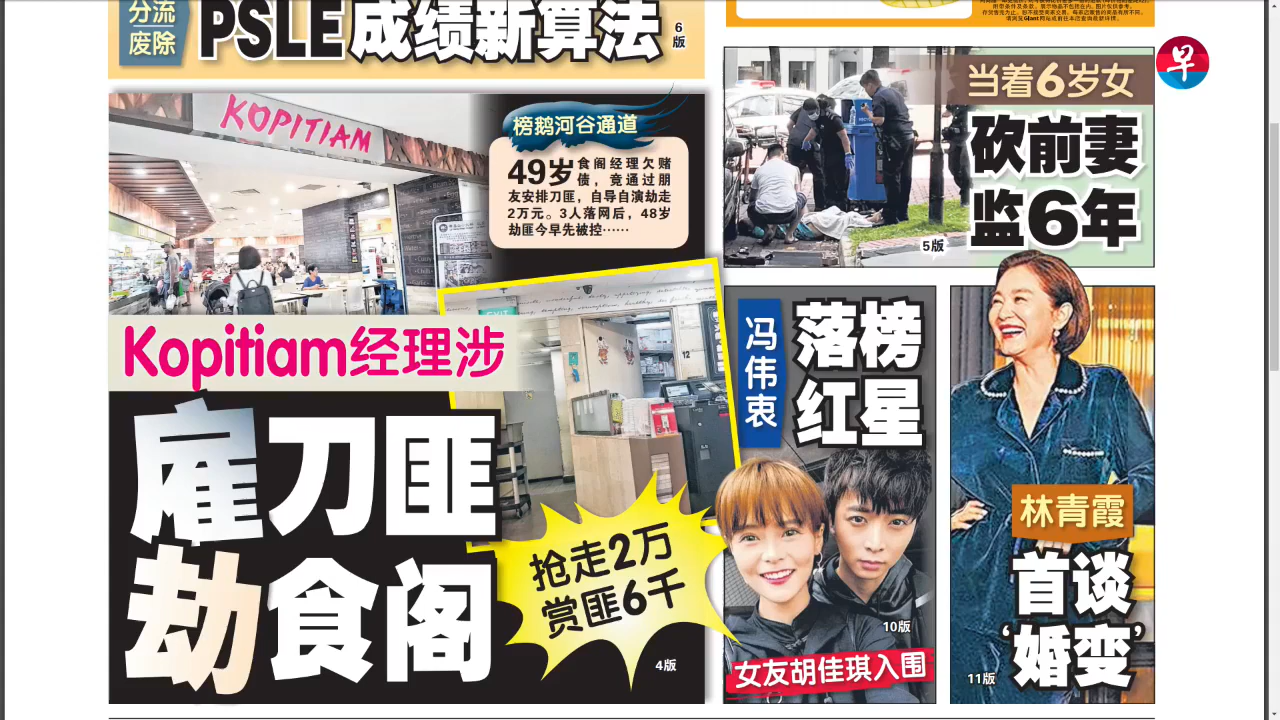 分流
废除
PSLE成绩新算法
6版
早
当着6岁女
砍前妻
监6年
5版
KOPITIAM
榜鹅河谷通道
49岁食阁经理欠赌
债，竟通过朋
友安排刀匪，自导自演劫走
2万元。3人落网后，48岁
劫匪今早先被控……
Kopitiam经理涉
雇刀匪
劫食阁
抢走2万
赏匪6千
4版
冯伟衷
落榜
红星
10版
女友胡佳琪入围
林青霞
首谈
‘婚变’
11版